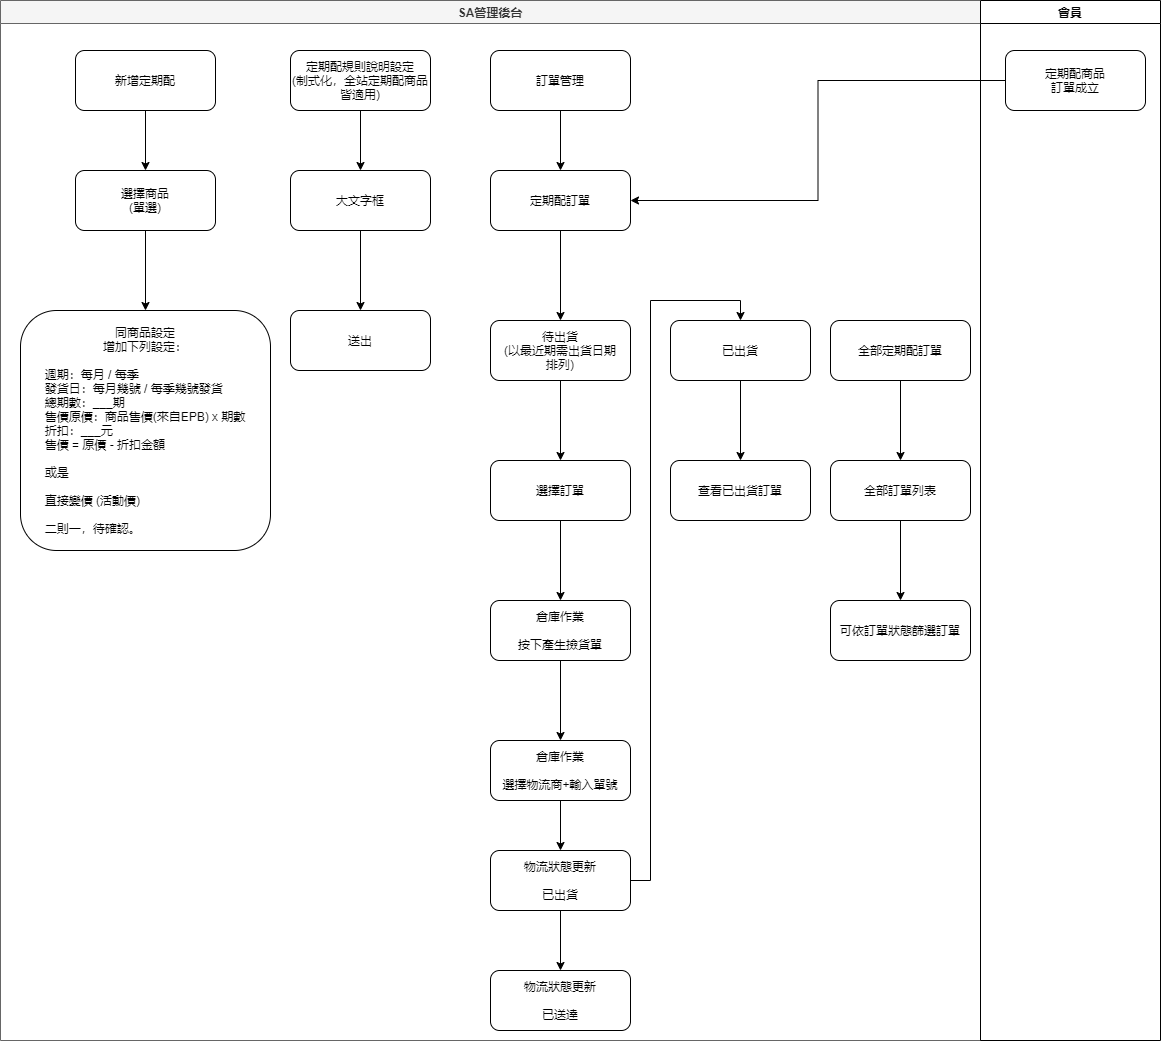 SA管理後台
會員
新增定期配
定期配規則說明設定
(制式化，全站定期配商品
皆適用)
訂單管理
定期配商品
訂單成立
選擇商品
(單選)
大文字框
定期配訂單
同商品設定
增加下列設定：
週期：每月 / 每季
發貨日：每月幾號 / 每季幾號發貨
總期數：___期
售價原價：商品售價(來自EPB) x 期數
折扣：___元
售價 = 原價 - 折扣金額
或是
直接變價 (活動價)
二則一，待確認。
送出
待出貨
(以最近期需出貨日期
排列)
已出貨
全部定期配訂單
選擇訂單
查看已出貨訂單
全部訂單列表
倉庫作業
按下產生撿貨單
可依訂單狀態篩選訂單
倉庫作業
選擇物流商+輸入單號
物流狀態更新
已出貨
物流狀態更新
已送達